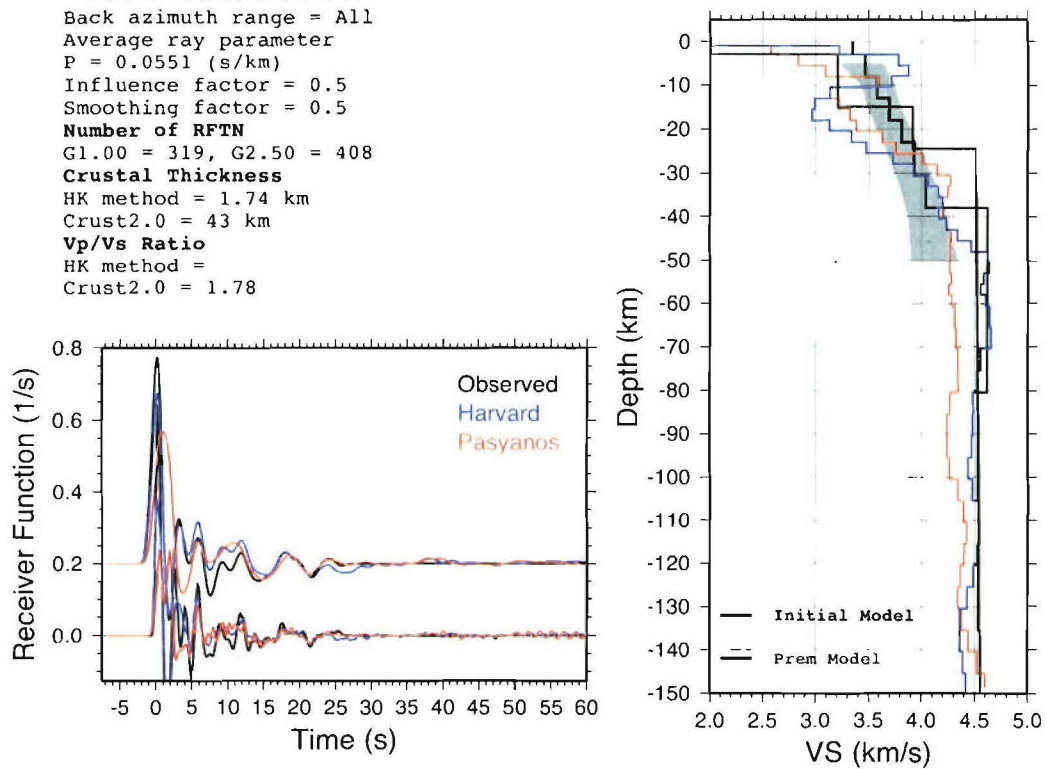 Back azimuth range = All
Average ray parameter
P = 0.0551 (s/km)
Influence factor = 0.5
Smoothing factor = 0.5
Number of RFTN
G1.00 = 319, G2.50 = 408
Crustal Thickness
HK method = 1.74 km
Crust2.0 = 43 km
Vp/Vs Ratio
HK method =
Crust2.0 = 1.78
Receiver Function (1/s)
0.8
0.6
0.4
0.2
0.0
Observed
Harvard
Pasyanos
-5 0 5 10 15 20 25 30 35 40 45 50 55 60
Time (s)
Depth (km)
0
-10
-20
-30
-40
-50
-60
-70
-80
-90
-100
-110
-120
-130
-140
-150
Initial Model
Prem Model
2.0 3.0 3.5 4.0 4.5 5.0
VS (km/s)